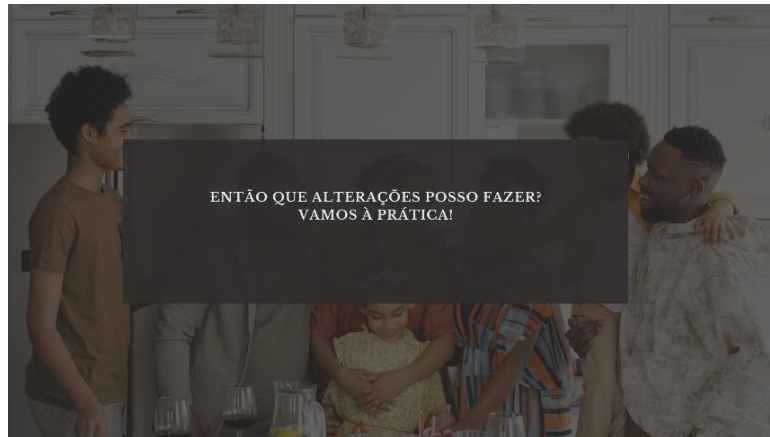 ENTÃO QUE ALTERAÇÕES POSSO FAZER?
VAMOS À PRÁTICA!